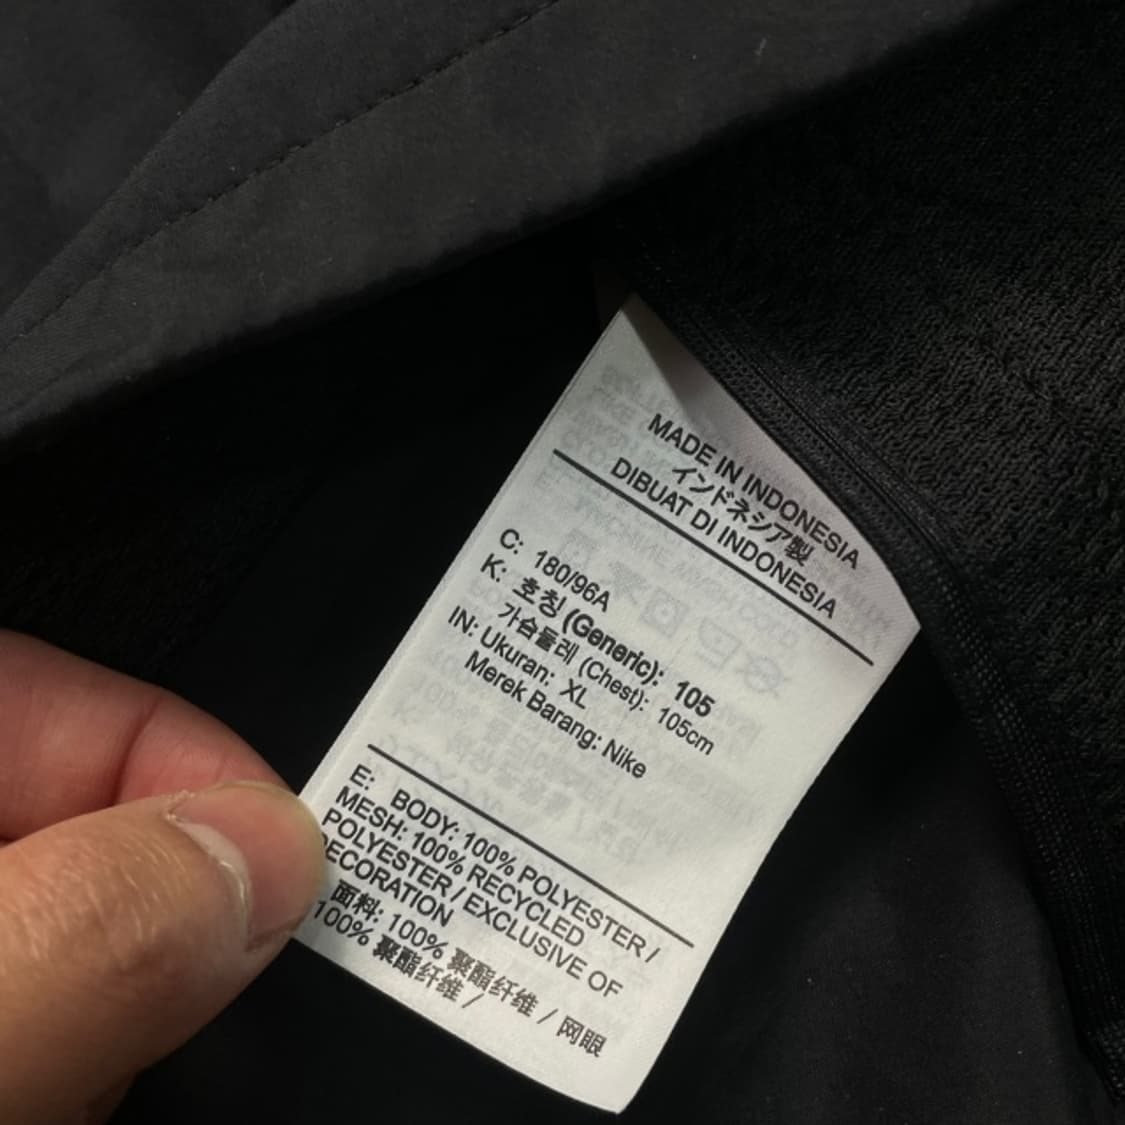 MADE IN INDONESIA
インドネシア製
DIBUAT DI INDONESIA
C: 180/96A
K: 호칭 (Generic): 105
가슴둘레 (Chest): 105cm
IN: Ukuran: XL
Merek Barang: Nike
E: BODY: 100% POLYESTER /
MESH: 100% RECYCLED
POLYESTER / EXCLUSIVE OF
ECORATION
面料: 100% 聚酯纤维 / 网眼
100% 聚酯纤维 /